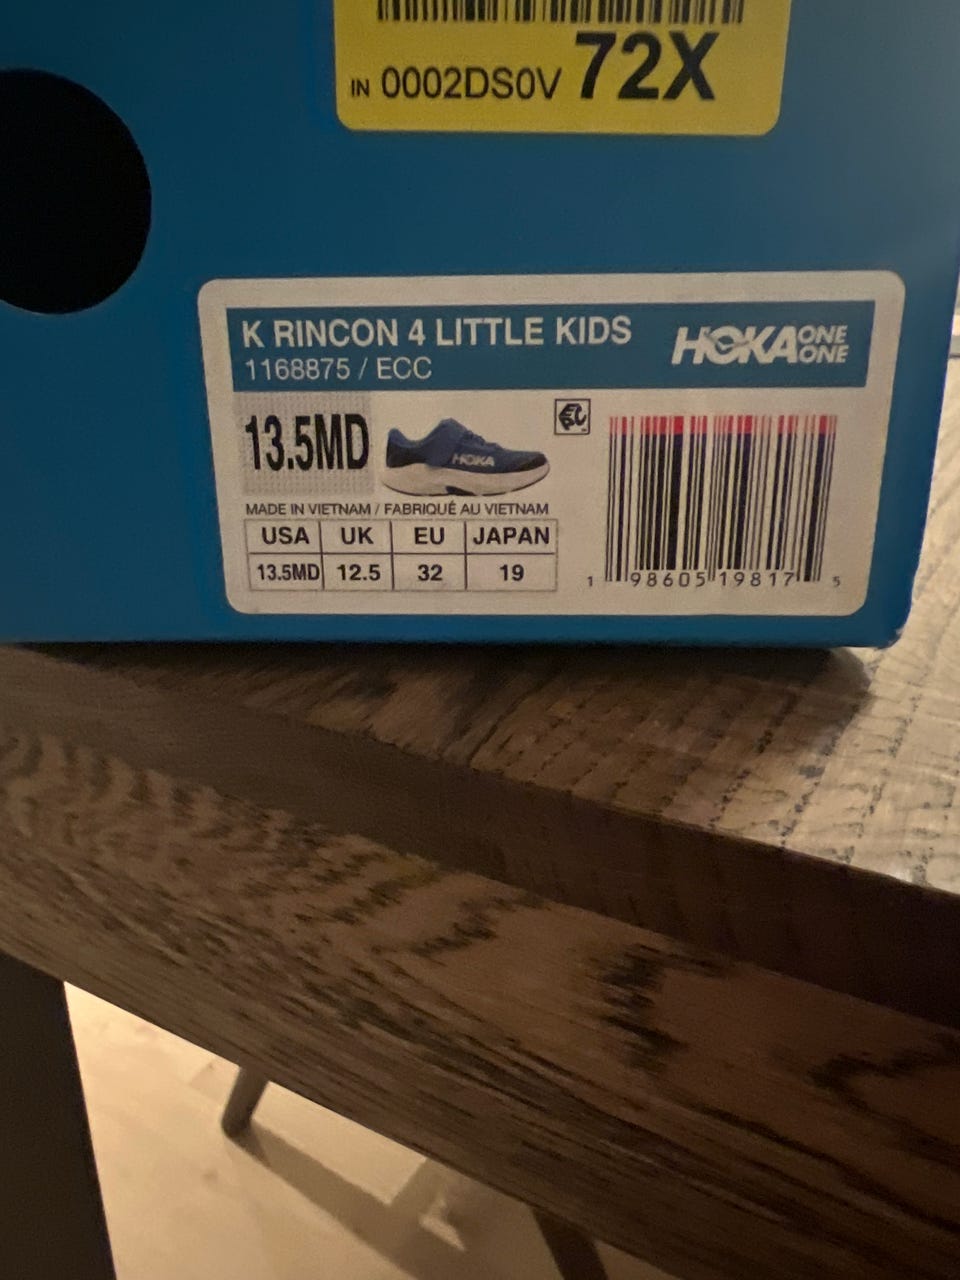 IN 0002DS0V 72X
K RINCON 4 LITTLE KIDS
1168875 / ECC
HOKA ONE ONE
13.5MD
HOKA
MADE IN VIETNAM / FABRIQUÉ AU VIETNAM
USA UK EU JAPAN
13.5MD 12.5 32 19
1 98605 19817 5